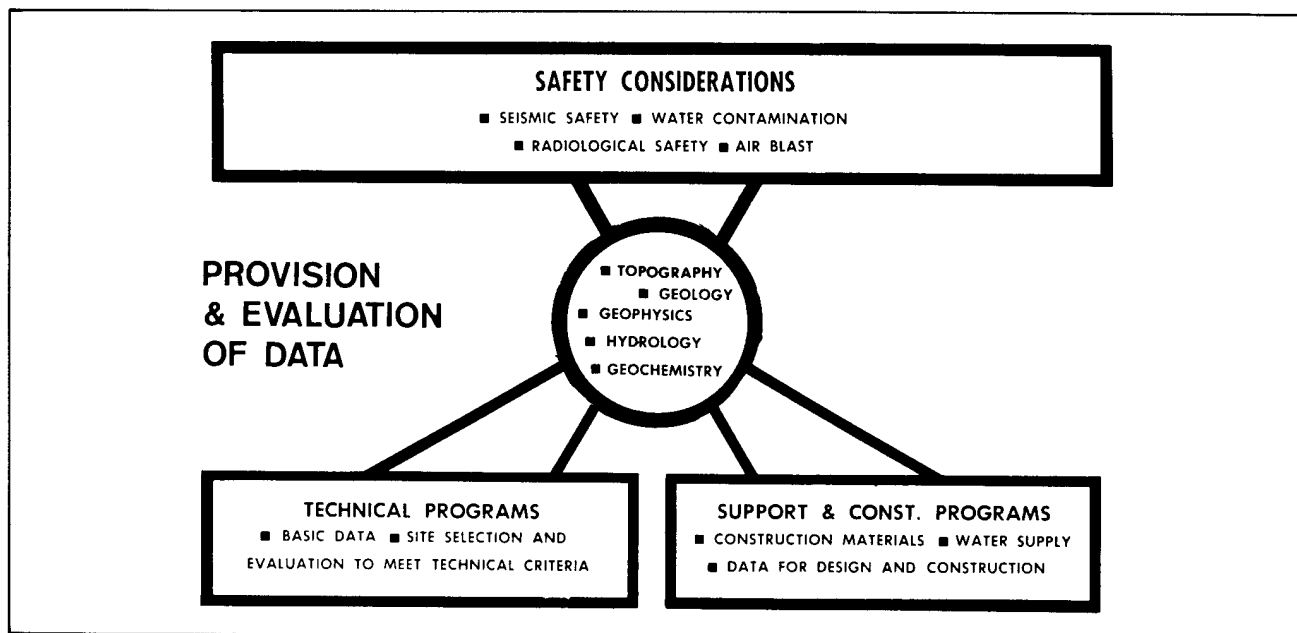 SAFETY CONSIDERATIONS
■ SEISMIC SAFETY ■ WATER CONTAMINATION
■ RADIOLOGICAL SAFETY ■ AIR BLAST
PROVISION
& EVALUATION
OF DATA
■ TOPOGRAPHY
■ GEOLOGY
■ GEOPHYSICS
■ HYDROLOGY
■ GEOCHEMISTRY
TECHNICAL PROGRAMS
■ BASIC DATA ■ SITE SELECTION AND
EVALUATION TO MEET TECHNICAL CRITERIA
SUPPORT & CONST. PROGRAMS
■ CONSTRUCTION MATERIALS ■ WATER SUPPLY
■ DATA FOR DESIGN AND CONSTRUCTION